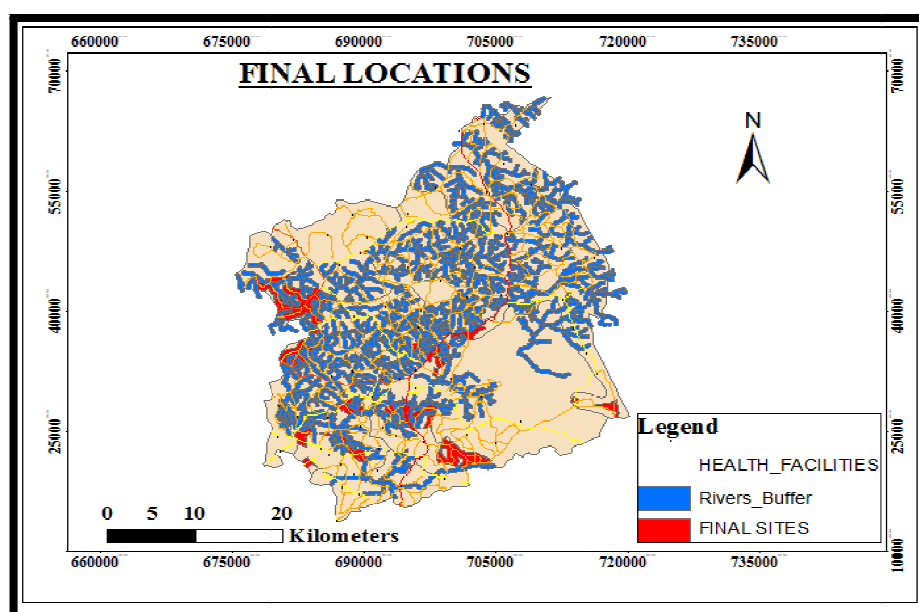 660000 675000 690000 705000 720000 735000
FINAL LOCATIONS
70000
70000
N
55000
55000
40000
40000
25000
25000
Legend
HEALTH_FACILITIES
Rivers_Buffer
FINAL SITES
0 5 10 20
Kilometers
10000
660000 675000 690000 705000 720000 735000